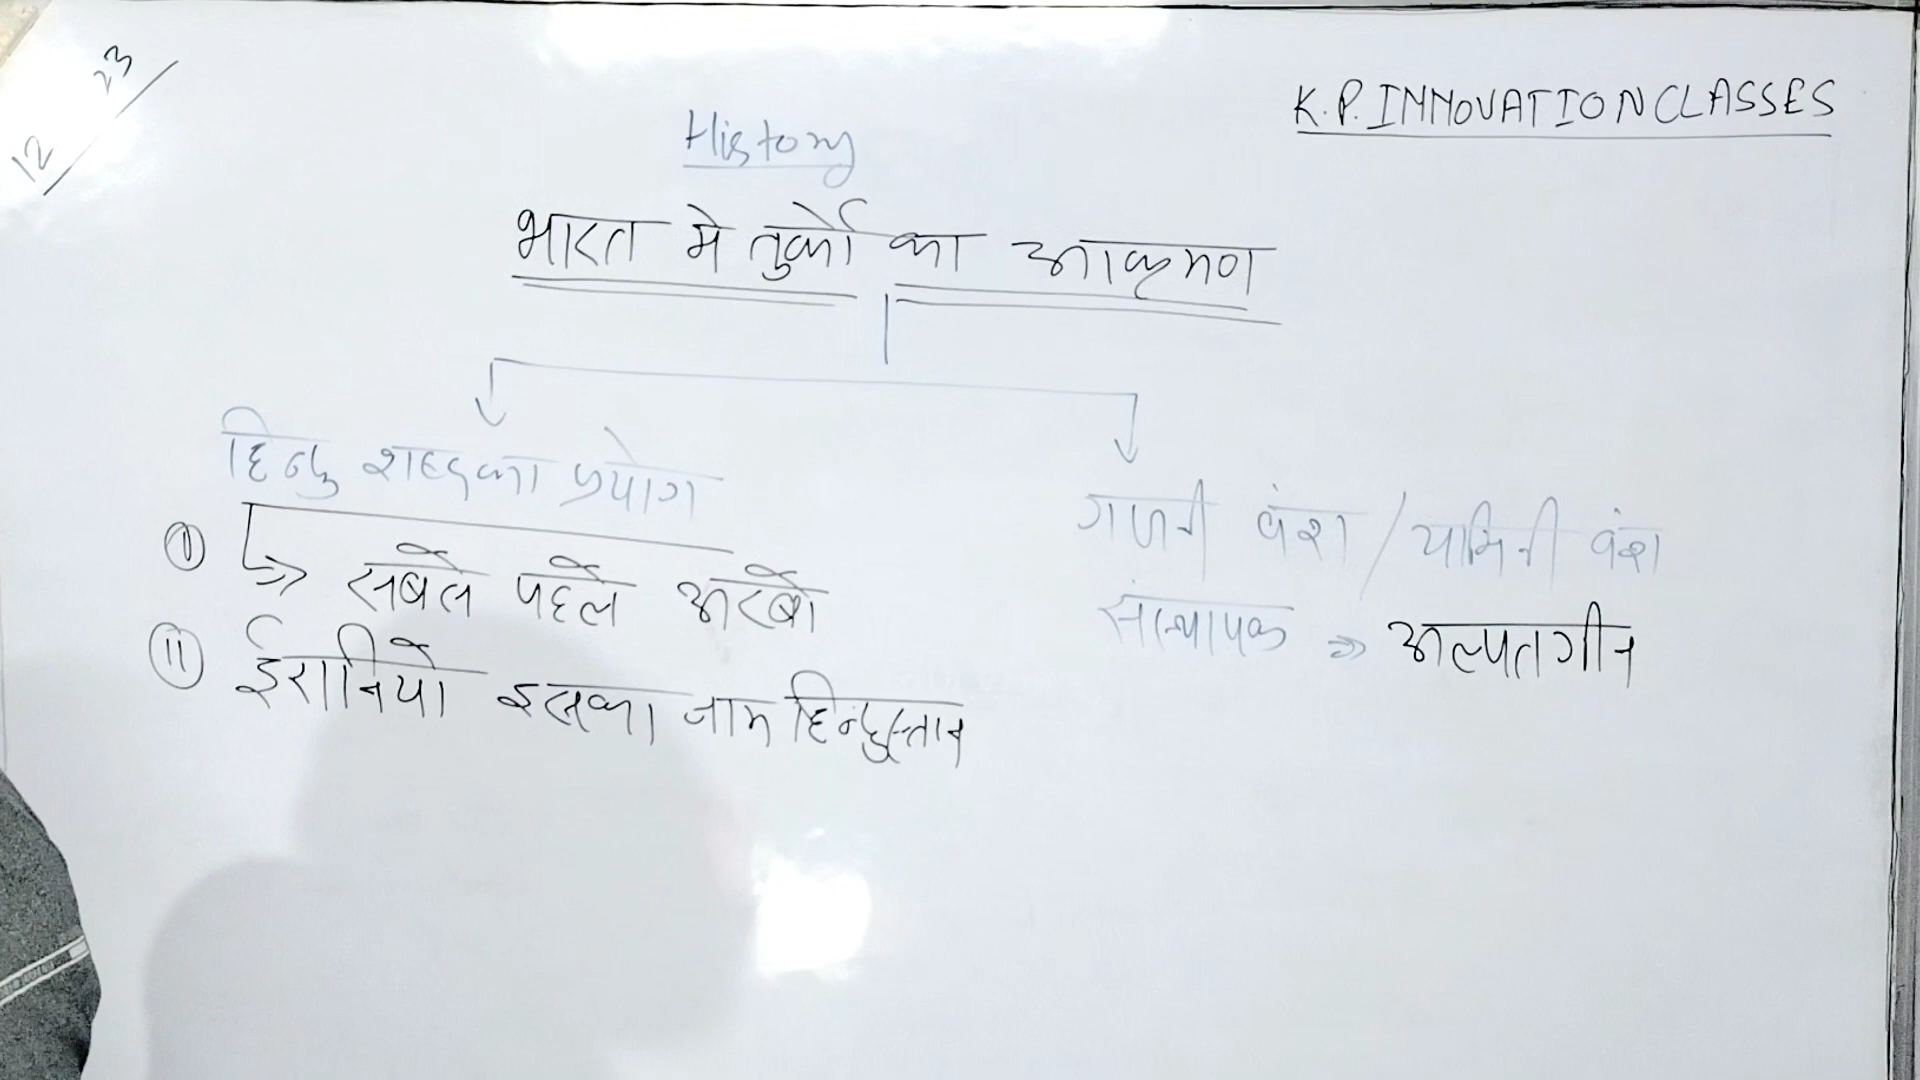 12/23
K.P. INNOVATION CLASSES
History
भारत मे तुर्को का आक्रमण
हिन्दु शब्द का प्रयोग
(I) → सबसे पहले अरबो
(II) ईरानियो इसका नाम हिन्दुस्तान
गजनी वंश / यामिनी वंश
संस्थापक ⇒ अल्पतगीन